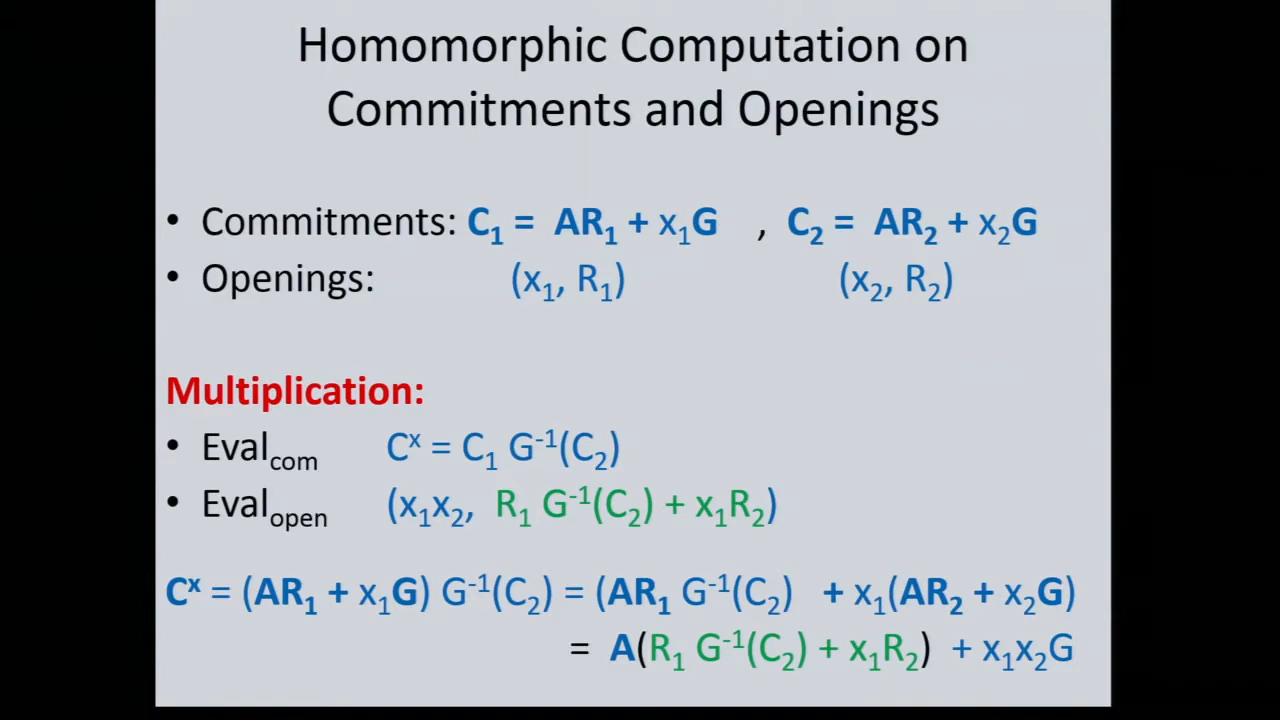 Homomorphic Computation on
Commitments and Openings
• Commitments: C₁ = AR₁ + x₁G , C₂ = AR₂ + x₂G
• Openings: (x₁, R₁) (x₂, R₂)
Multiplication:
• Eval_com Cˣ = C₁ G⁻¹(C₂)
• Eval_open (x₁x₂, R₁ G⁻¹(C₂) + x₁R₂)
Cˣ = (AR₁ + x₁G) G⁻¹(C₂) = (AR₁ G⁻¹(C₂) + x₁(AR₂ + x₂G)
= A(R₁ G⁻¹(C₂) + x₁R₂) + x₁x₂G